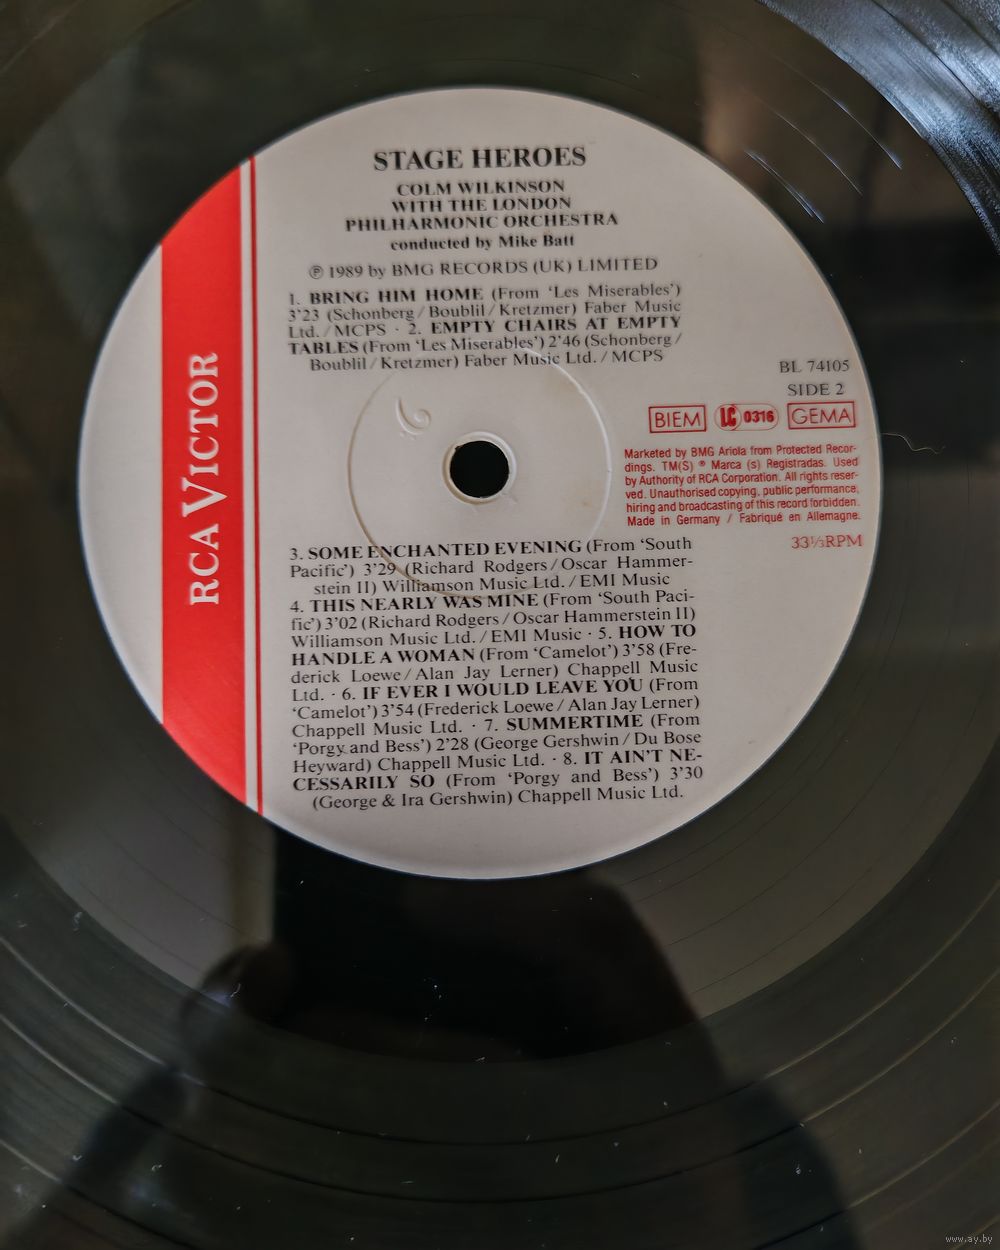 STAGE HEROES
COLM WILKINSON
WITH THE LONDON
PHILHARMONIC ORCHESTRA
conducted by Mike Batt
℗ 1989 by BMG RECORDS (UK) LIMITED
1. BRING HIM HOME (From ‘Les Miserables’)
3'23 (Schonberg / Boublil / Kretzmer) Faber Music
Ltd. / MCPS · 2. EMPTY CHAIRS AT EMPTY
TABLES (From ‘Les Miserables’) 2'46 (Schonberg /
Boublil / Kretzmer) Faber Music Ltd. / MCPS
BL 74105
SIDE 2
BIEM LC 0316 GEMA
Marketed by BMG Ariola from Protected Recor-
dings. TM(S) ® Marca (s) Registradas. Used
by Authority of RCA Corporation. All rights reser-
ved. Unauthorised copying, public performance,
hiring and broadcasting of this record forbidden.
Made in Germany / Fabriqué en Allemagne.
33⅓RPM
RCA VICTOR
3. SOME ENCHANTED EVENING (From ‘South
Pacific’) 3'29 (Richard Rodgers / Oscar Hammer-
stein II) Williamson Music Ltd. / EMI Music
4. THIS NEARLY WAS MINE (From ‘South Paci-
fic’) 3'02 (Richard Rodgers / Oscar Hammerstein II)
Williamson Music Ltd. / EMI Music · 5. HOW TO
HANDLE A WOMAN (From ‘Camelot’) 3'58 (Fre-
derick Loewe / Alan Jay Lerner) Chappell Music
Ltd. · 6. IF EVER I WOULD LEAVE YOU (From
‘Camelot’) 3'54 (Frederick Loewe / Alan Jay Lerner)
Chappell Music Ltd. · 7. SUMMERTIME (From
‘Porgy and Bess’) 2'28 (George Gershwin / Du Bose
Heyward) Chappell Music Ltd. · 8. IT AIN'T NE-
CESSARILY SO (From ‘Porgy and Bess’) 3'30
(George & Ira Gershwin) Chappell Music Ltd.
www.ay.by